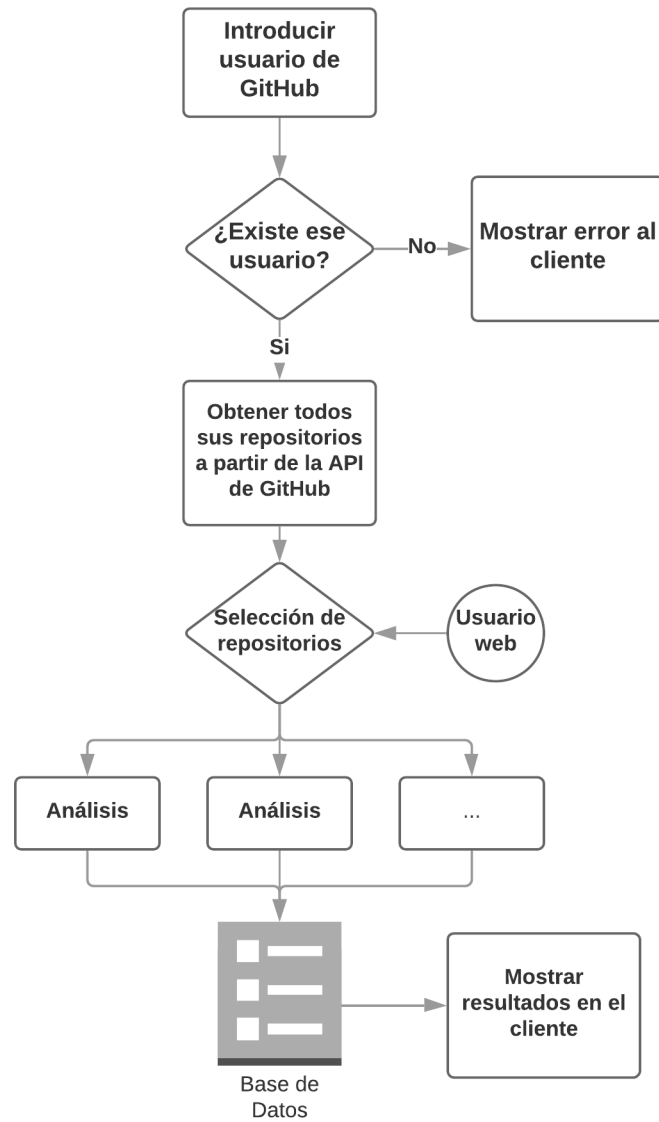 Introducir
usuario de
GitHub
¿Existe ese
usuario?
No
Mostrar error al
cliente
Si
Obtener todos
sus repositorios
a partir de la API
de GitHub
Selección de
repositorios
Usuario
web
Análisis
Análisis
...
Mostrar
resultados en el
cliente
Base de
Datos